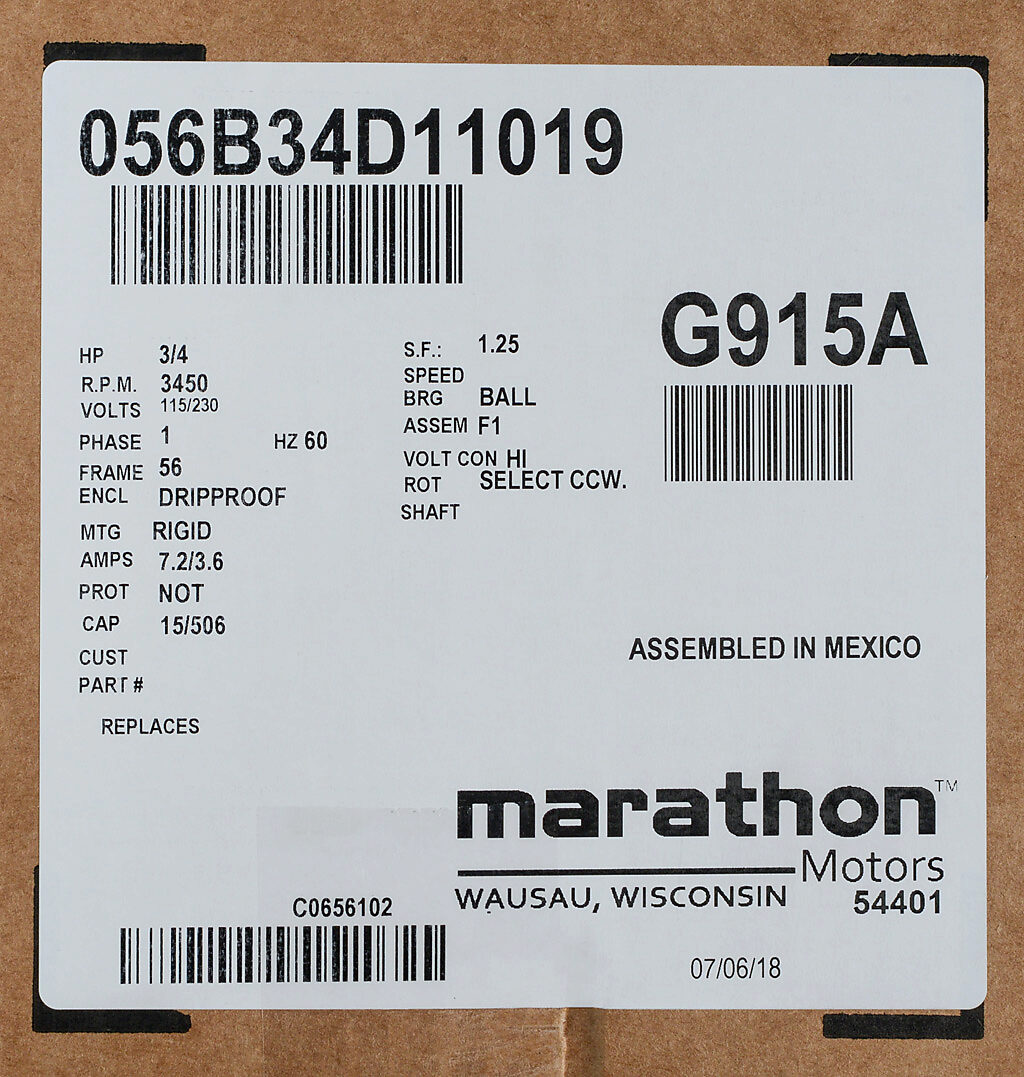 056B34D11019
G915A
HP 3/4
R.P.M. 3450
VOLTS 115/230
PHASE 1 HZ 60
FRAME 56
ENCL DRIPPROOF
MTG RIGID
AMPS 7.2/3.6
PROT NOT
CAP 15/506
CUST
PART #
REPLACES
S.F.: 1.25
SPEED
BRG BALL
ASSEM F1
VOLT CON HI
ROT SELECT CCW.
SHAFT
ASSEMBLED IN MEXICO
marathon™
Motors
WAUSAU, WISCONSIN 54401
C0656102
07/06/18